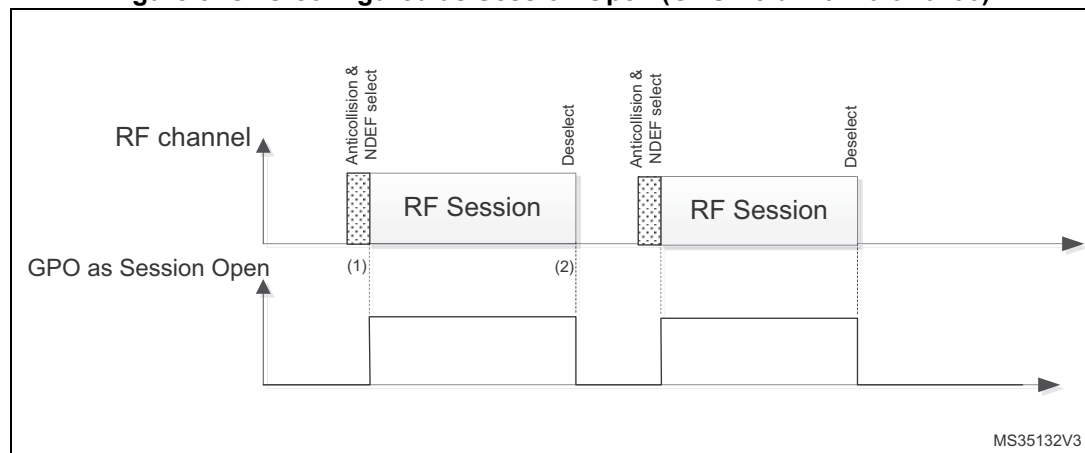 Anticollision &
NDEF select
Deselect
Anticollision &
NDEF select
Deselect
RF channel
RF Session
RF Session
(1)
(2)
GPO as Session Open
MS35132V3